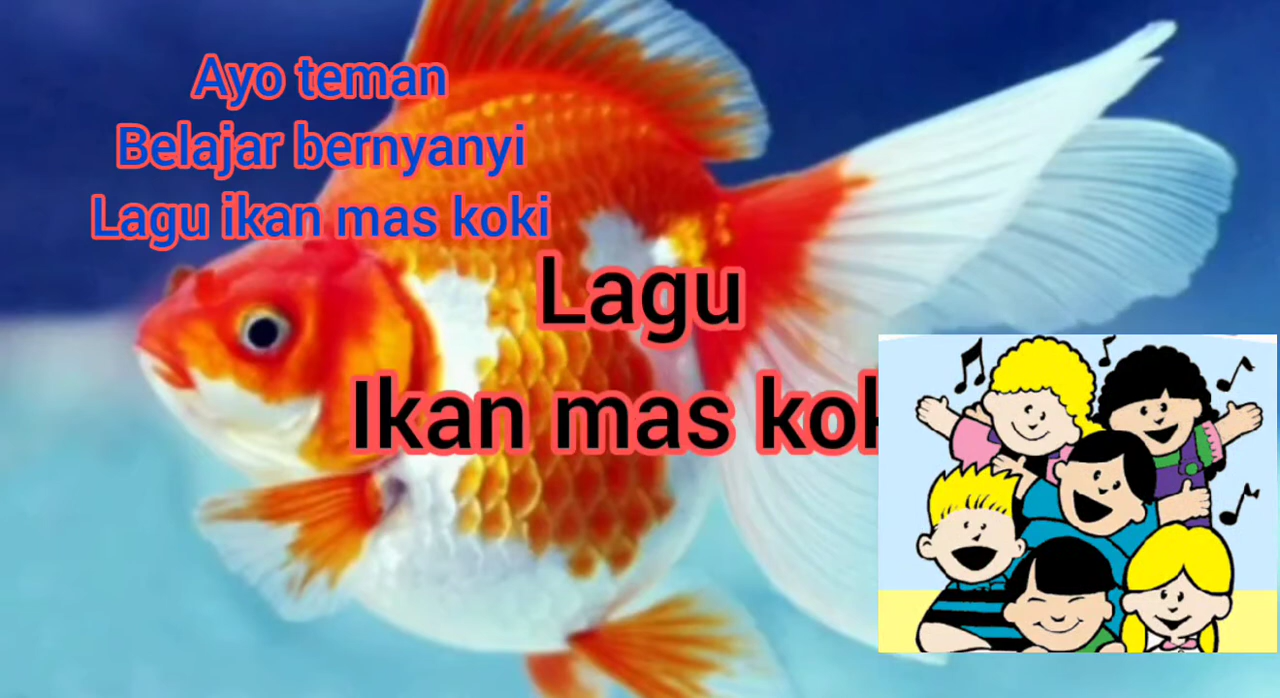 Ayo teman
Belajar bernyanyi
Lagu ikan mas koki
Lagu
Ikan mas kok